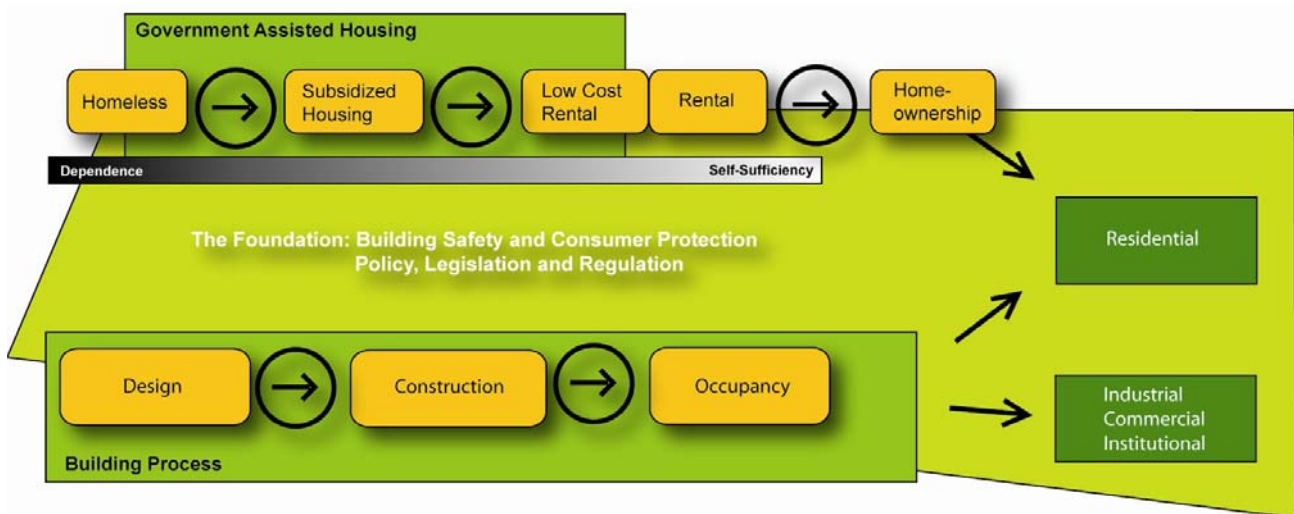 Government Assisted Housing
Homeless
Subsidized
Housing
Low Cost
Rental
Rental
Home-
ownership
Dependence
Self-Sufficiency
The Foundation: Building Safety and Consumer Protection
Policy, Legislation and Regulation
Residential
Design
Construction
Occupancy
Industrial
Commercial
Institutional
Building Process